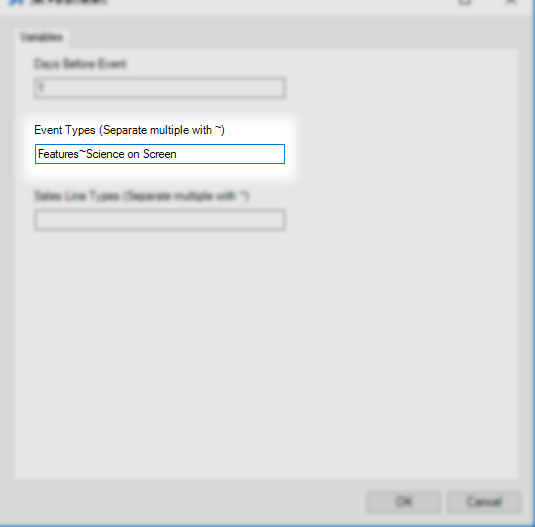 Variables
Days Before Event
1
Event Types (Separate multiple with ~)
Features~Science on Screen
Sales Line Types (Separate multiple with ~)
OK
Cancel